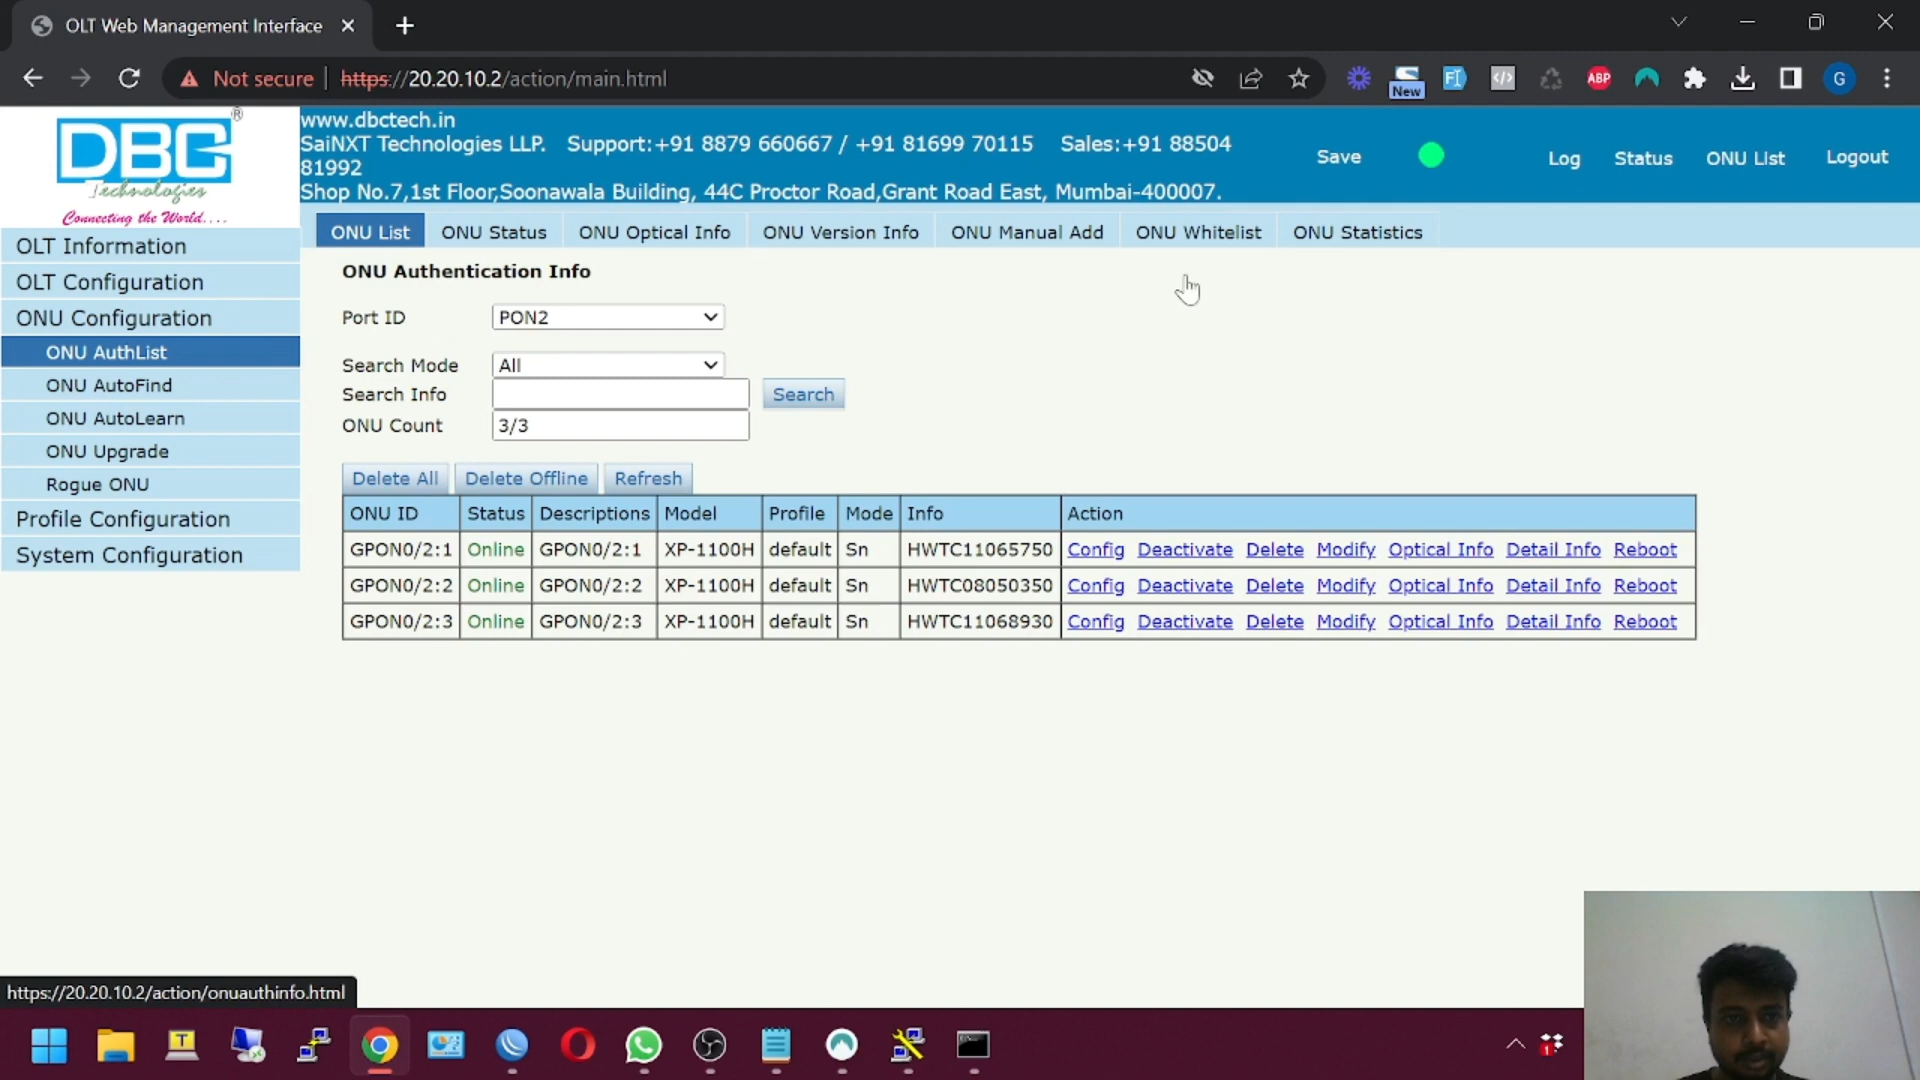 OLT Web Management Interface
Not secure https://20.20.10.2/action/main.html
New
FI
ABP
G
DBC
®
Technologies
Connecting the World....
www.dbctech.in
SaiNXT Technologies LLP. Support:+91 8879 660667 / +91 81699 70115 Sales:+91 88504
81992
Shop No.7,1st Floor,Soonawala Building, 44C Proctor Road,Grant Road East, Mumbai-400007.
Save
Log Status ONU List Logout
OLT Information
OLT Configuration
ONU Configuration
ONU AuthList
ONU AutoFind
ONU AutoLearn
ONU Upgrade
Rogue ONU
Profile Configuration
System Configuration
ONU List ONU Status ONU Optical Info ONU Version Info ONU Manual Add ONU Whitelist ONU Statistics
ONU Authentication Info
Port ID PON2
Search Mode All
Search Info Search
ONU Count 3/3
Delete All Delete Offline Refresh
ONU ID Status Descriptions Model Profile Mode Info Action
GPON0/2:1 Online GPON0/2:1 XP-1100H default Sn HWTC11065750 Config Deactivate Delete Modify Optical Info Detail Info Reboot
GPON0/2:2 Online GPON0/2:2 XP-1100H default Sn HWTC08050350 Config Deactivate Delete Modify Optical Info Detail Info Reboot
GPON0/2:3 Online GPON0/2:3 XP-1100H default Sn HWTC11068930 Config Deactivate Delete Modify Optical Info Detail Info Reboot
https://20.20.10.2/action/onuauthinfo.html
T
1